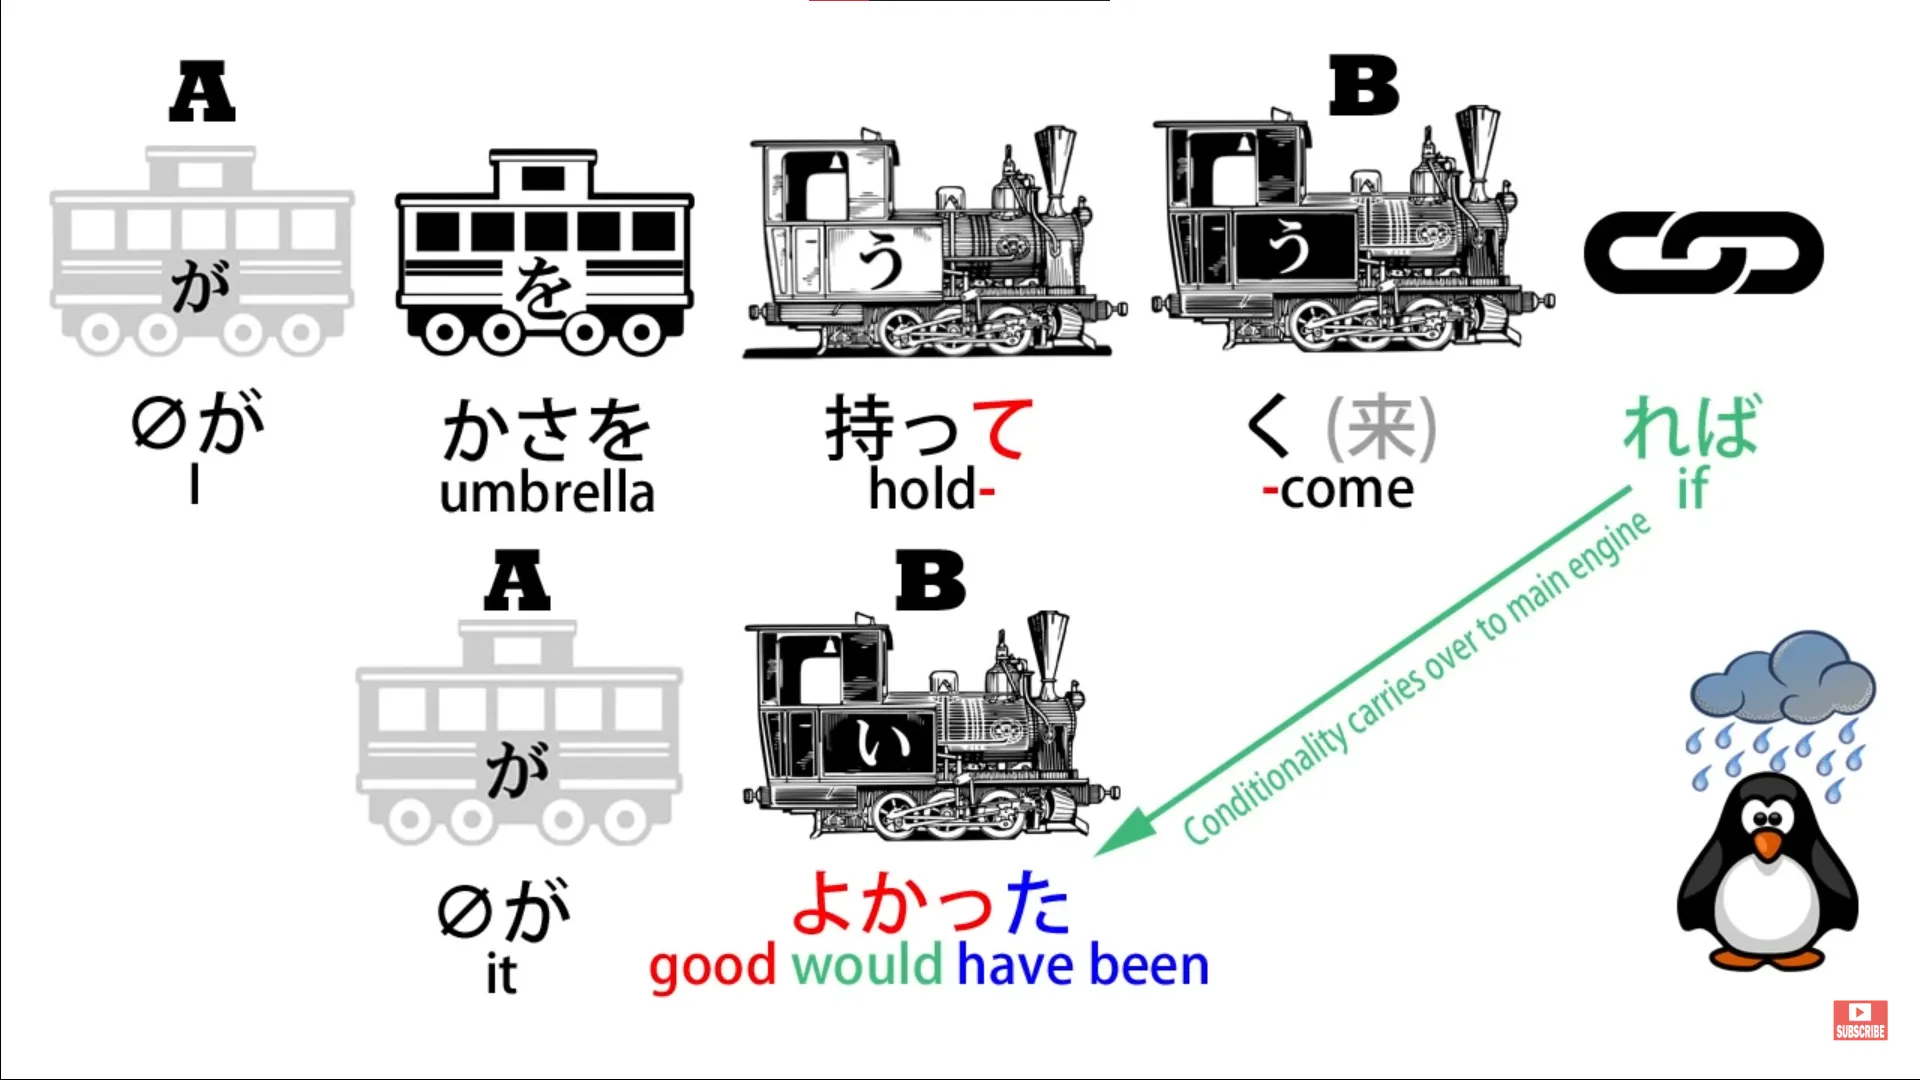 A
B
が
を
う
う
∅が
かさを
持って
く(来)
れば
I
umbrella
hold-
-come
if
A
B
Conditionality carries over to main engine
が
い
∅が
よかった
it
good would have been
SUBSCRIBE